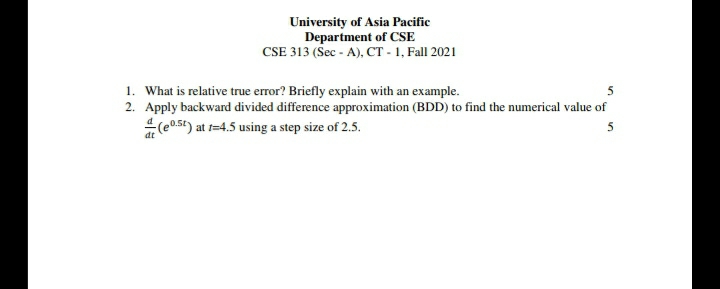 University of Asia Pacific
Department of CSE
CSE 313 (Sec - A), CT - 1, Fall 2021
1. What is relative true error? Briefly explain with an example. 5
2. Apply backward divided difference approximation (BDD) to find the numerical value of
d/dt (e^0.5t) at t=4.5 using a step size of 2.5. 5